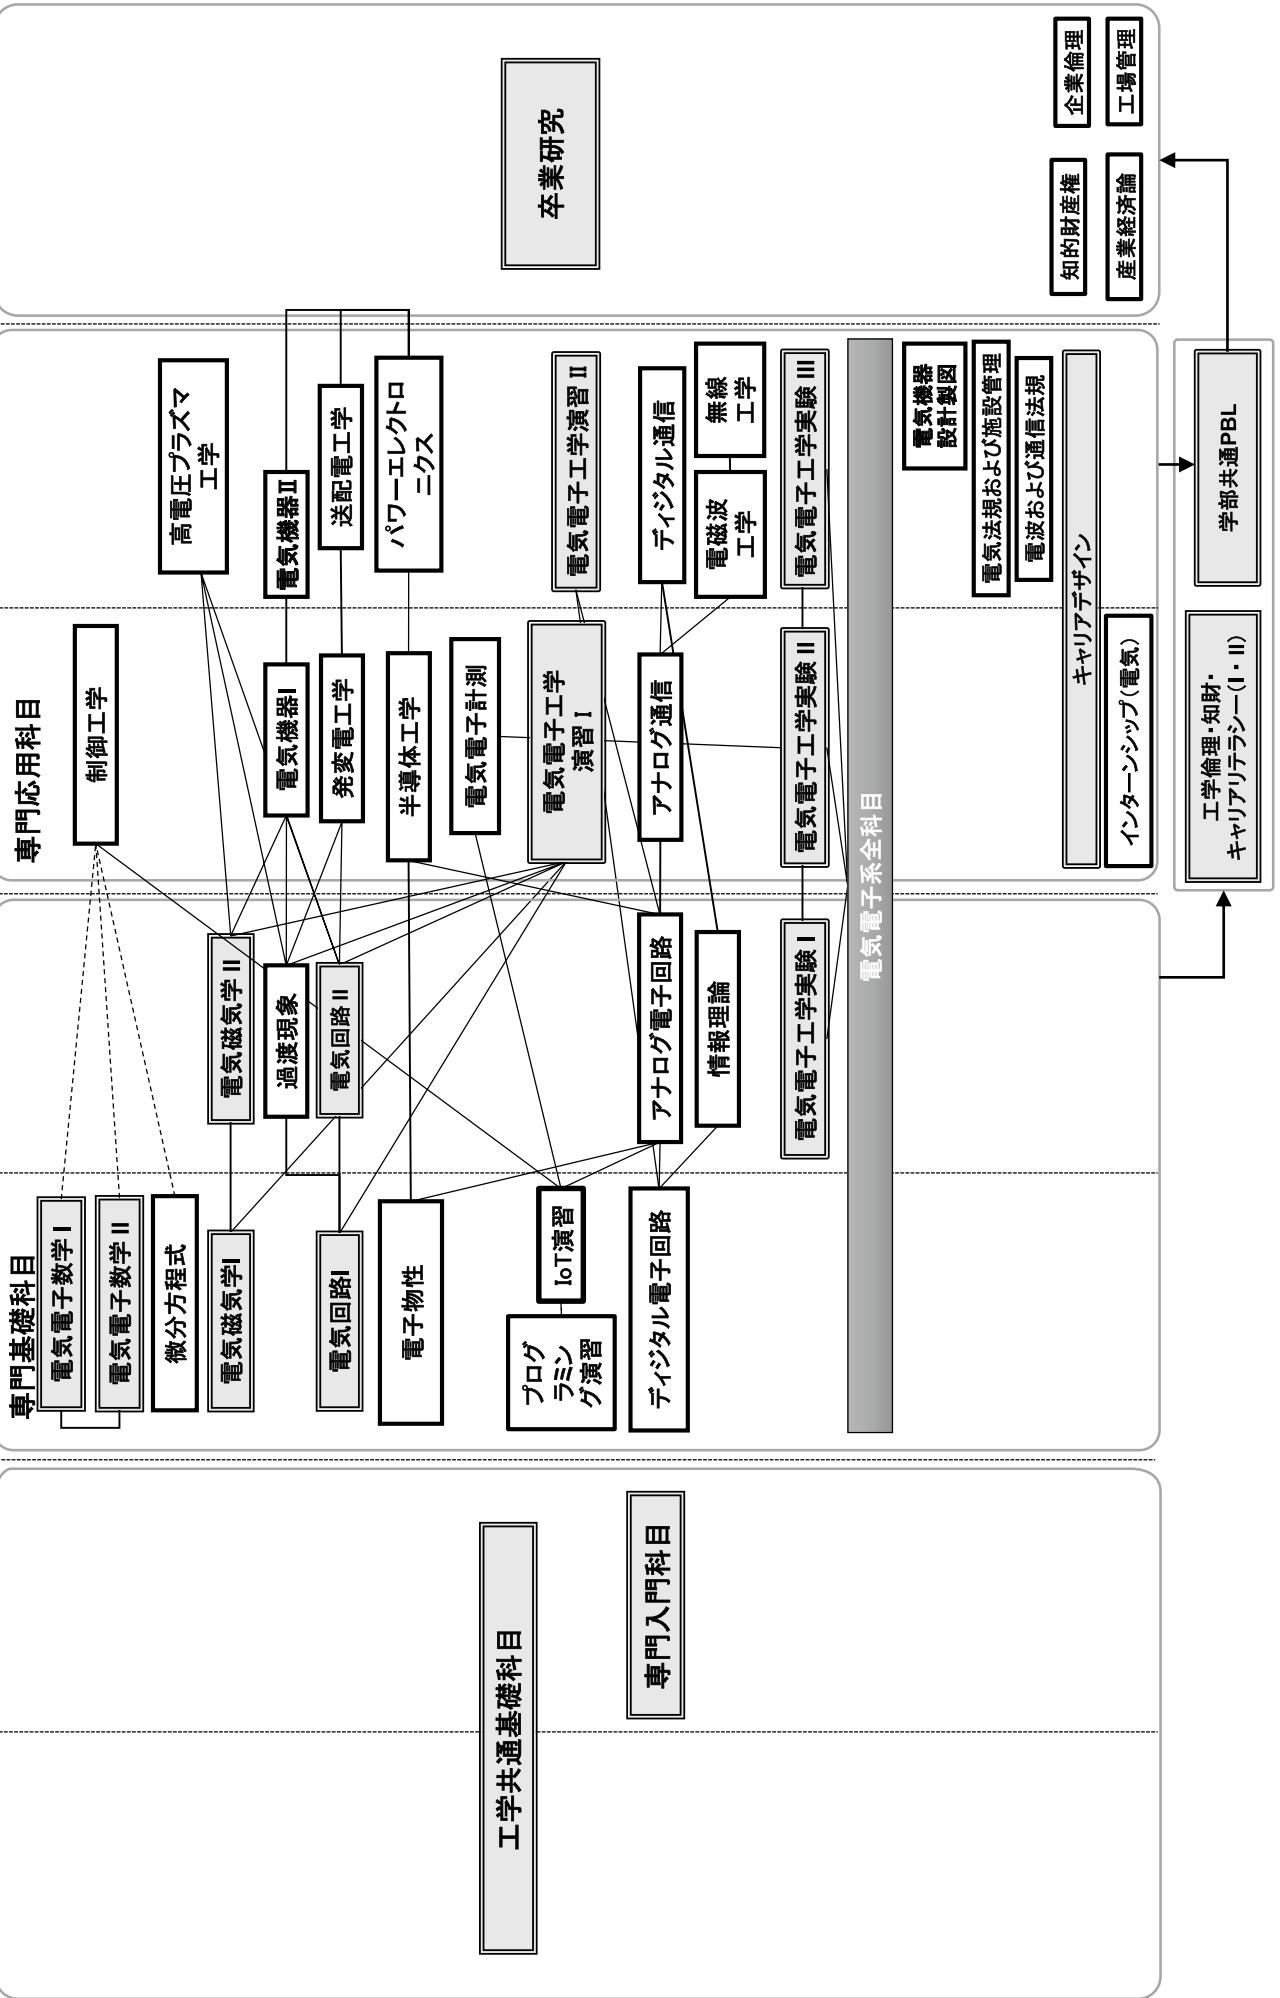 工学共通基礎科目
専門入門科目
専門基礎科目
電気電子数学 I
電気電子数学 II
微分方程式
電気磁気学I
電気回路I
電子物性
プログ
ラミン
グ演習
IoT演習
ディジタル電子回路
電気磁気学 II
過渡現象
電気回路 II
アナログ電子回路
情報理論
電気電子工学実験 I
電気電子系全科目
専門応用科目
制御工学
電気機器I
発変電工学
半導体工学
電気電子計測
電気電子工学
演習 I
アナログ通信
電気電子工学実験 II
キャリアデザイン
インターンシップ(電気)
高電圧プラズマ
工学
電気機器Ⅱ
送配電工学
パワーエレクトロ
ニクス
電気電子工学演習 II
ディジタル通信
電磁波
工学
無線
工学
電気電子工学実験 III
電気機器
設計製図
電気法規および施設管理
電波および通信法規
工学倫理・知財・
キャリアリテラシー(I・II)
学部共通PBL
卒業研究
知的財産権
企業倫理
産業経済論
工場管理